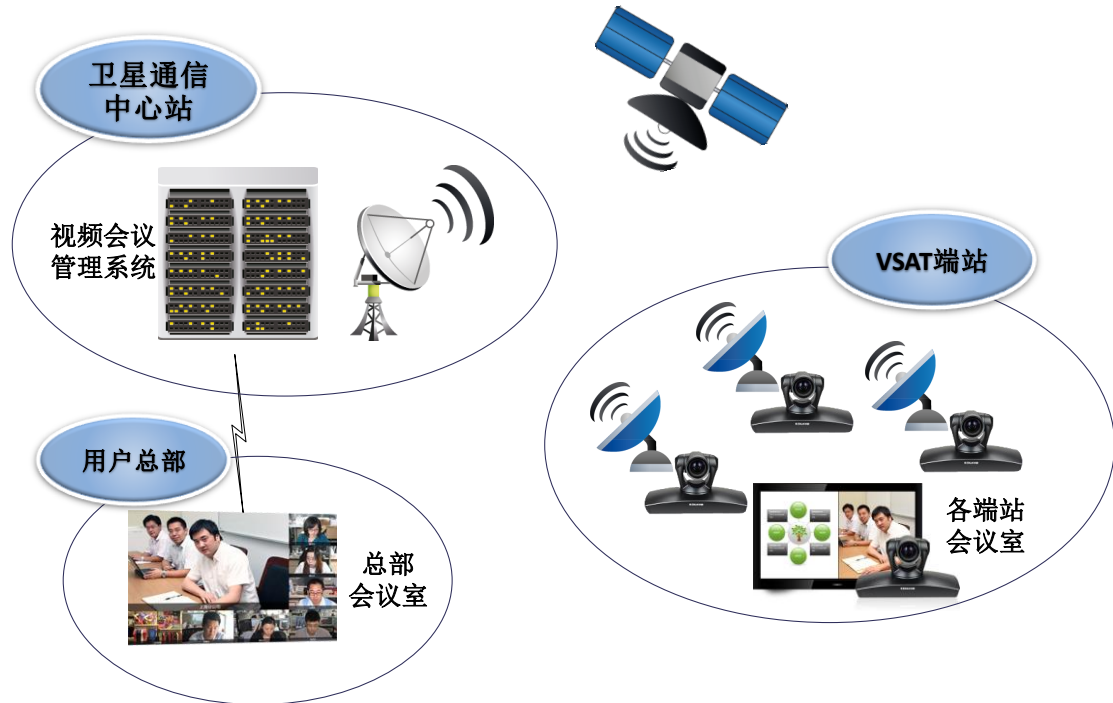 卫星通信
中心站
视频会议
管理系统
VSAT端站
用户总部
总部
会议室
各端站
会议室